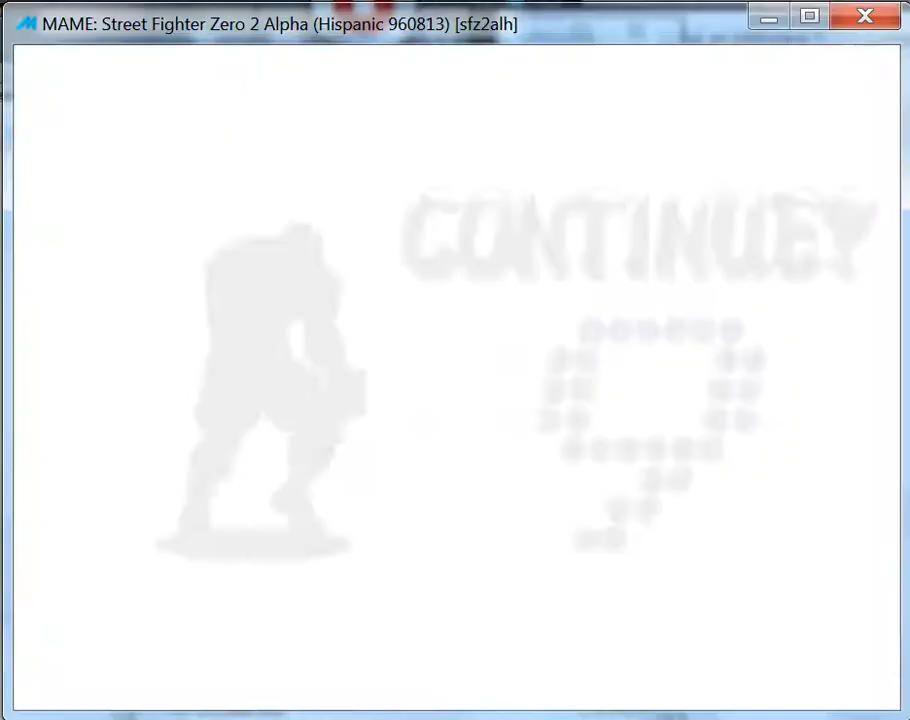 MAME: Street Fighter Zero 2 Alpha (Hispanic 960813) [sfz2alh]
CONTINUE?
9